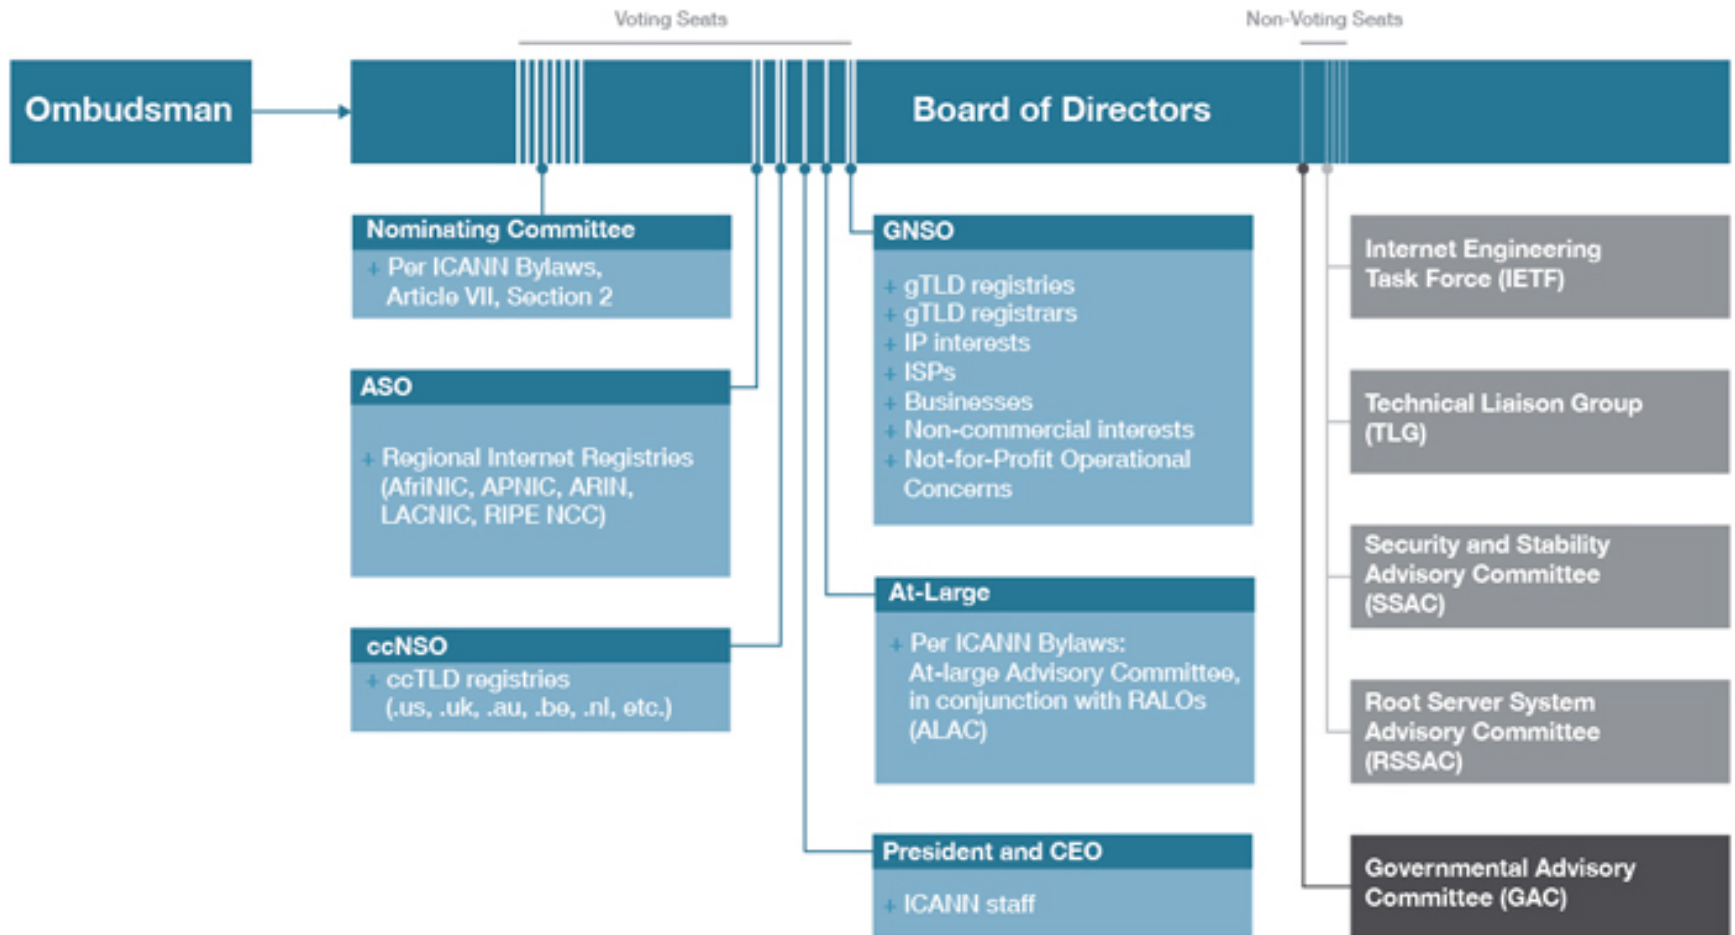 Voting Seats
Non-Voting Seats
Ombudsman
Board of Directors
Nominating Committee
+ Per ICANN Bylaws,
Article VII, Section 2
ASO
+ Regional Internet Registries
(AfriNIC, APNIC, ARIN,
LACNIC, RIPE NCC)
ccNSO
+ ccTLD registries
(.us, .uk, .au, .be, .nl, etc.)
GNSO
+ gTLD registries
+ gTLD registrars
+ IP interests
+ ISPs
+ Businesses
+ Non-commercial interests
+ Not-for-Profit Operational
Concerns
At-Large
+ Per ICANN Bylaws:
At-large Advisory Committee,
in conjunction with RALOs
(ALAC)
President and CEO
+ ICANN staff
Internet Engineering
Task Force (IETF)
Technical Liaison Group
(TLG)
Security and Stability
Advisory Committee
(SSAC)
Root Server System
Advisory Committee
(RSSAC)
Governmental Advisory
Committee (GAC)